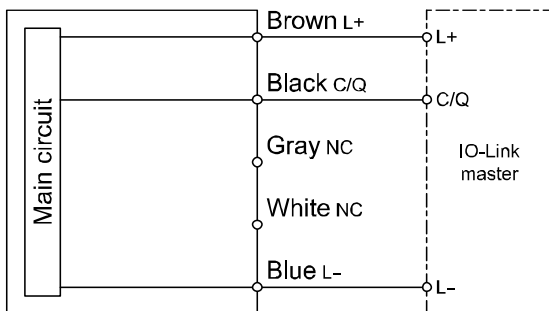 Main circuit
Brown L+
L+
Black C/Q
C/Q
Gray NC
IO-Link
master
White NC
Blue L−
L−